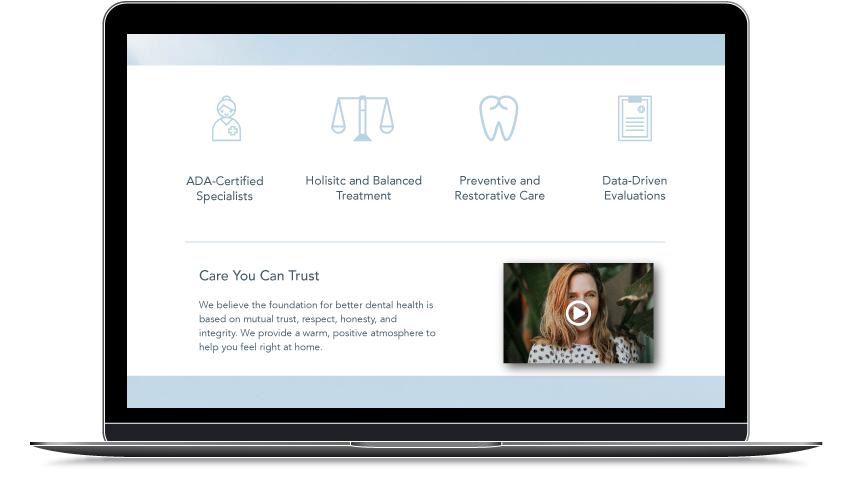 ADA-Certified
Specialists
Holisitc and Balanced
Treatment
Preventive and
Restorative Care
Data-Driven
Evaluations
Care You Can Trust
We believe the foundation for better dental health is
based on mutual trust, respect, honesty, and
integrity. We provide a warm, positive atmosphere to
help you feel right at home.